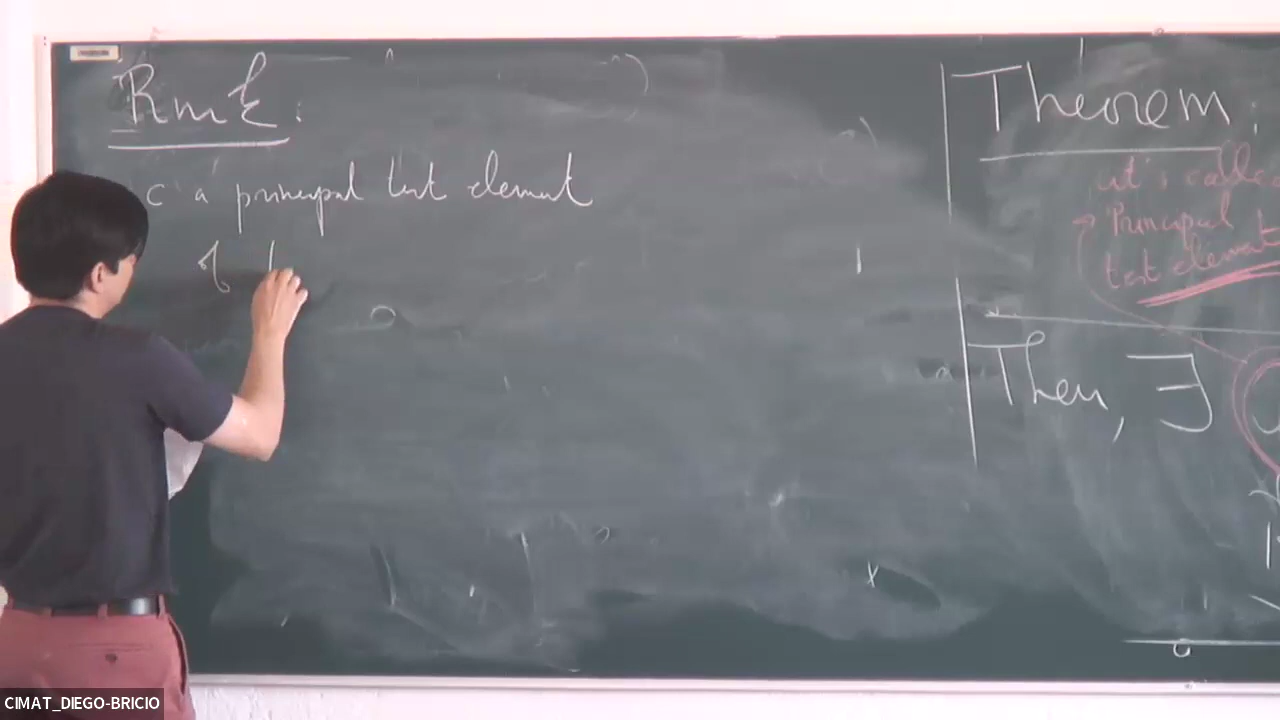 Rmk:
c a principal test element
Theorem:
it's called
Principal
test element
Then, ∃
CIMAT_DIEGO-BRICIO